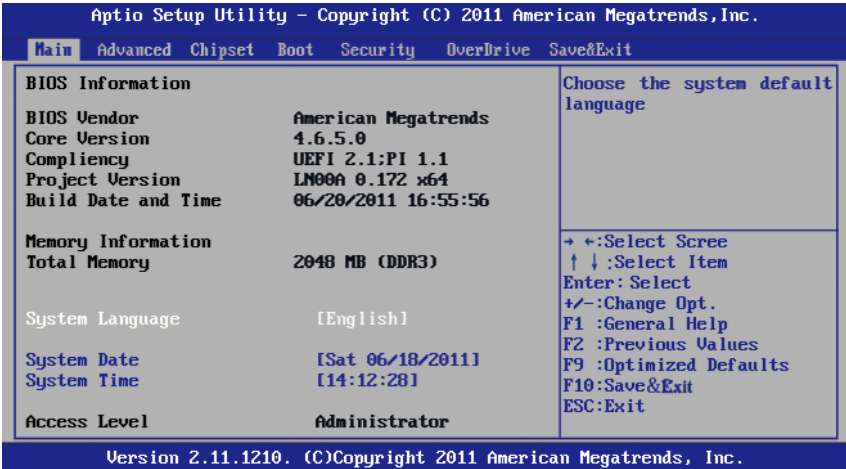 Aptio Setup Utility - Copyright (C) 2011 American Megatrends,Inc.
Main Advanced Chipset Boot Security OverDrive Save&Exit
BIOS Information
BIOS Vendor American Megatrends
Core Version 4.6.5.0
Compliency UEFI 2.1;PI 1.1
Project Version LN00A 0.172 x64
Build Date and Time 06/20/2011 16:55:56
Memory Information
Total Memory 2048 MB (DDR3)
System Language [English]
System Date [Sat 06/18/2011]
System Time [14:12:28]
Access Level Administrator
Choose the system default
language
→ ←:Select Scree
↑ ↓ :Select Item
Enter: Select
+/-:Change Opt.
F1 :General Help
F2 :Previous Values
F9 :Optimized Defaults
F10:Save&Exit
ESC:Exit
Version 2.11.1210. (C)Copyright 2011 American Megatrends, Inc.